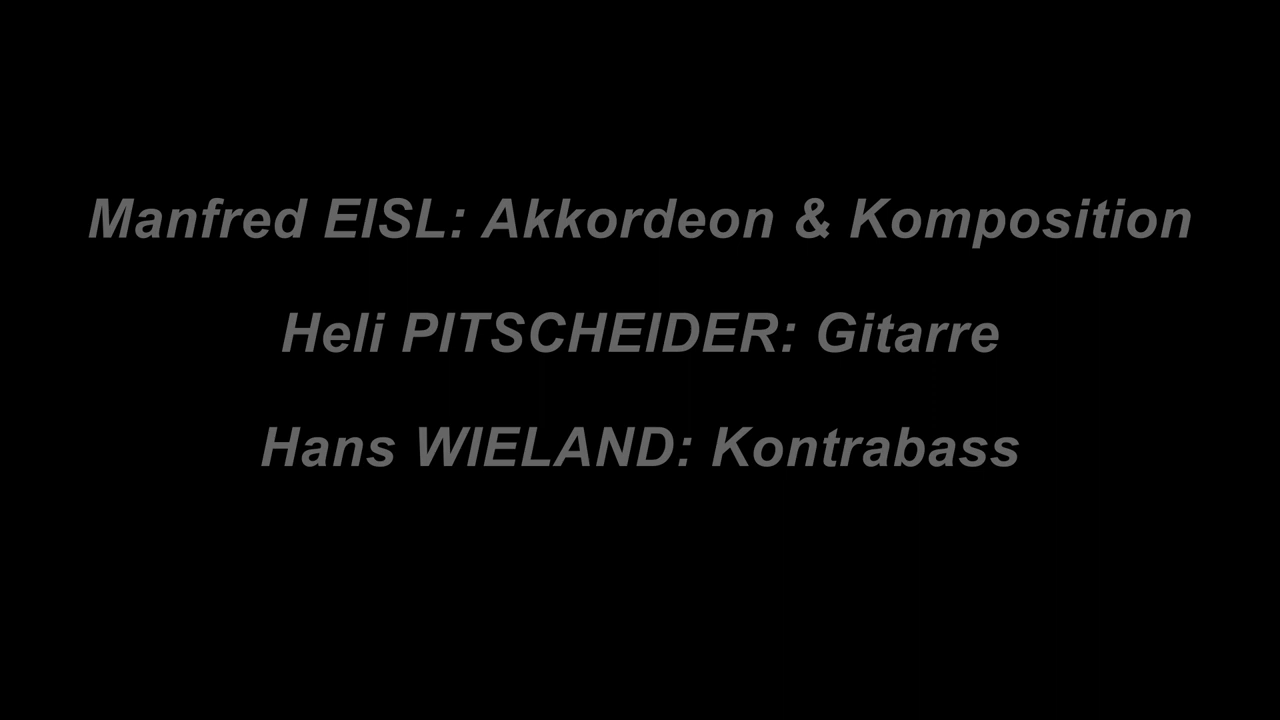 Manfred EISL: Akkordeon & Komposition
Heli PITSCHEIDER: Gitarre
Hans WIELAND: Kontrabass